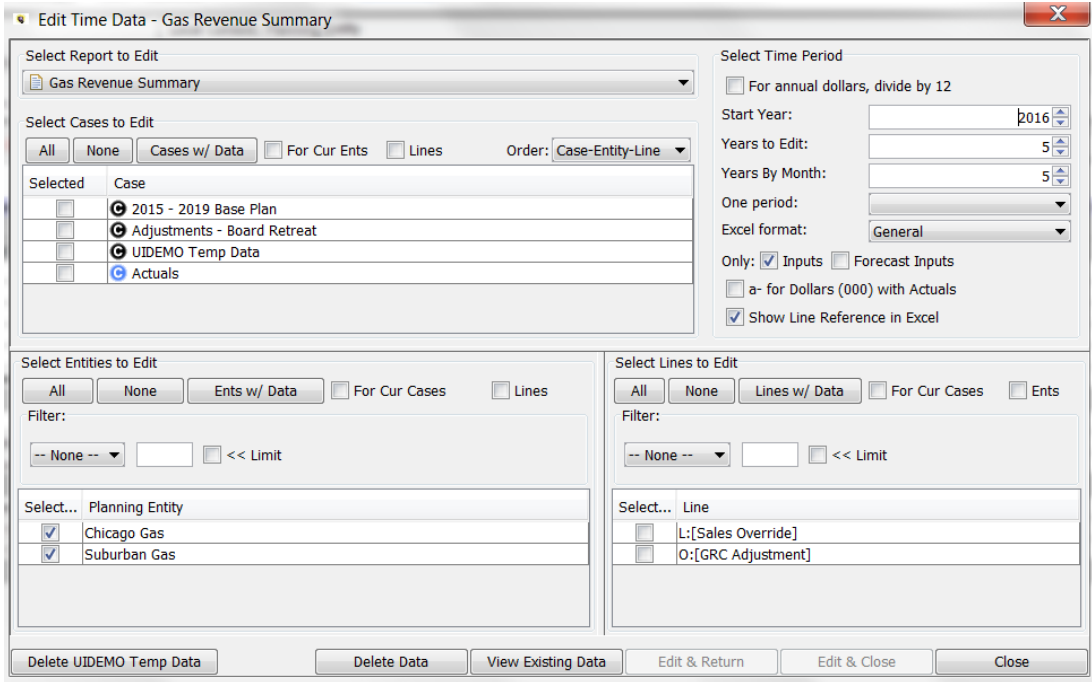 Edit Time Data - Gas Revenue Summary
X
Select Report to Edit
Gas Revenue Summary
Select Cases to Edit
All None Cases w/ Data For Cur Ents Lines Order: Case-Entity-Line
Selected Case
C 2015 - 2019 Base Plan
C Adjustments - Board Retreat
C UIDEMO Temp Data
C Actuals
Select Time Period
For annual dollars, divide by 12
Start Year: 2016
Years to Edit: 5
Years By Month: 5
One period:
Excel format: General
Only: Inputs Forecast Inputs
a- for Dollars (000) with Actuals
Show Line Reference in Excel
Select Entities to Edit
All None Ents w/ Data For Cur Cases Lines
Filter:
-- None -- << Limit
Select... Planning Entity
Chicago Gas
Suburban Gas
Select Lines to Edit
All None Lines w/ Data For Cur Cases Ents
Filter:
-- None -- << Limit
Select... Line
L:[Sales Override]
O:[GRC Adjustment]
Delete UIDEMO Temp Data Delete Data View Existing Data Edit & Return Edit & Close Close